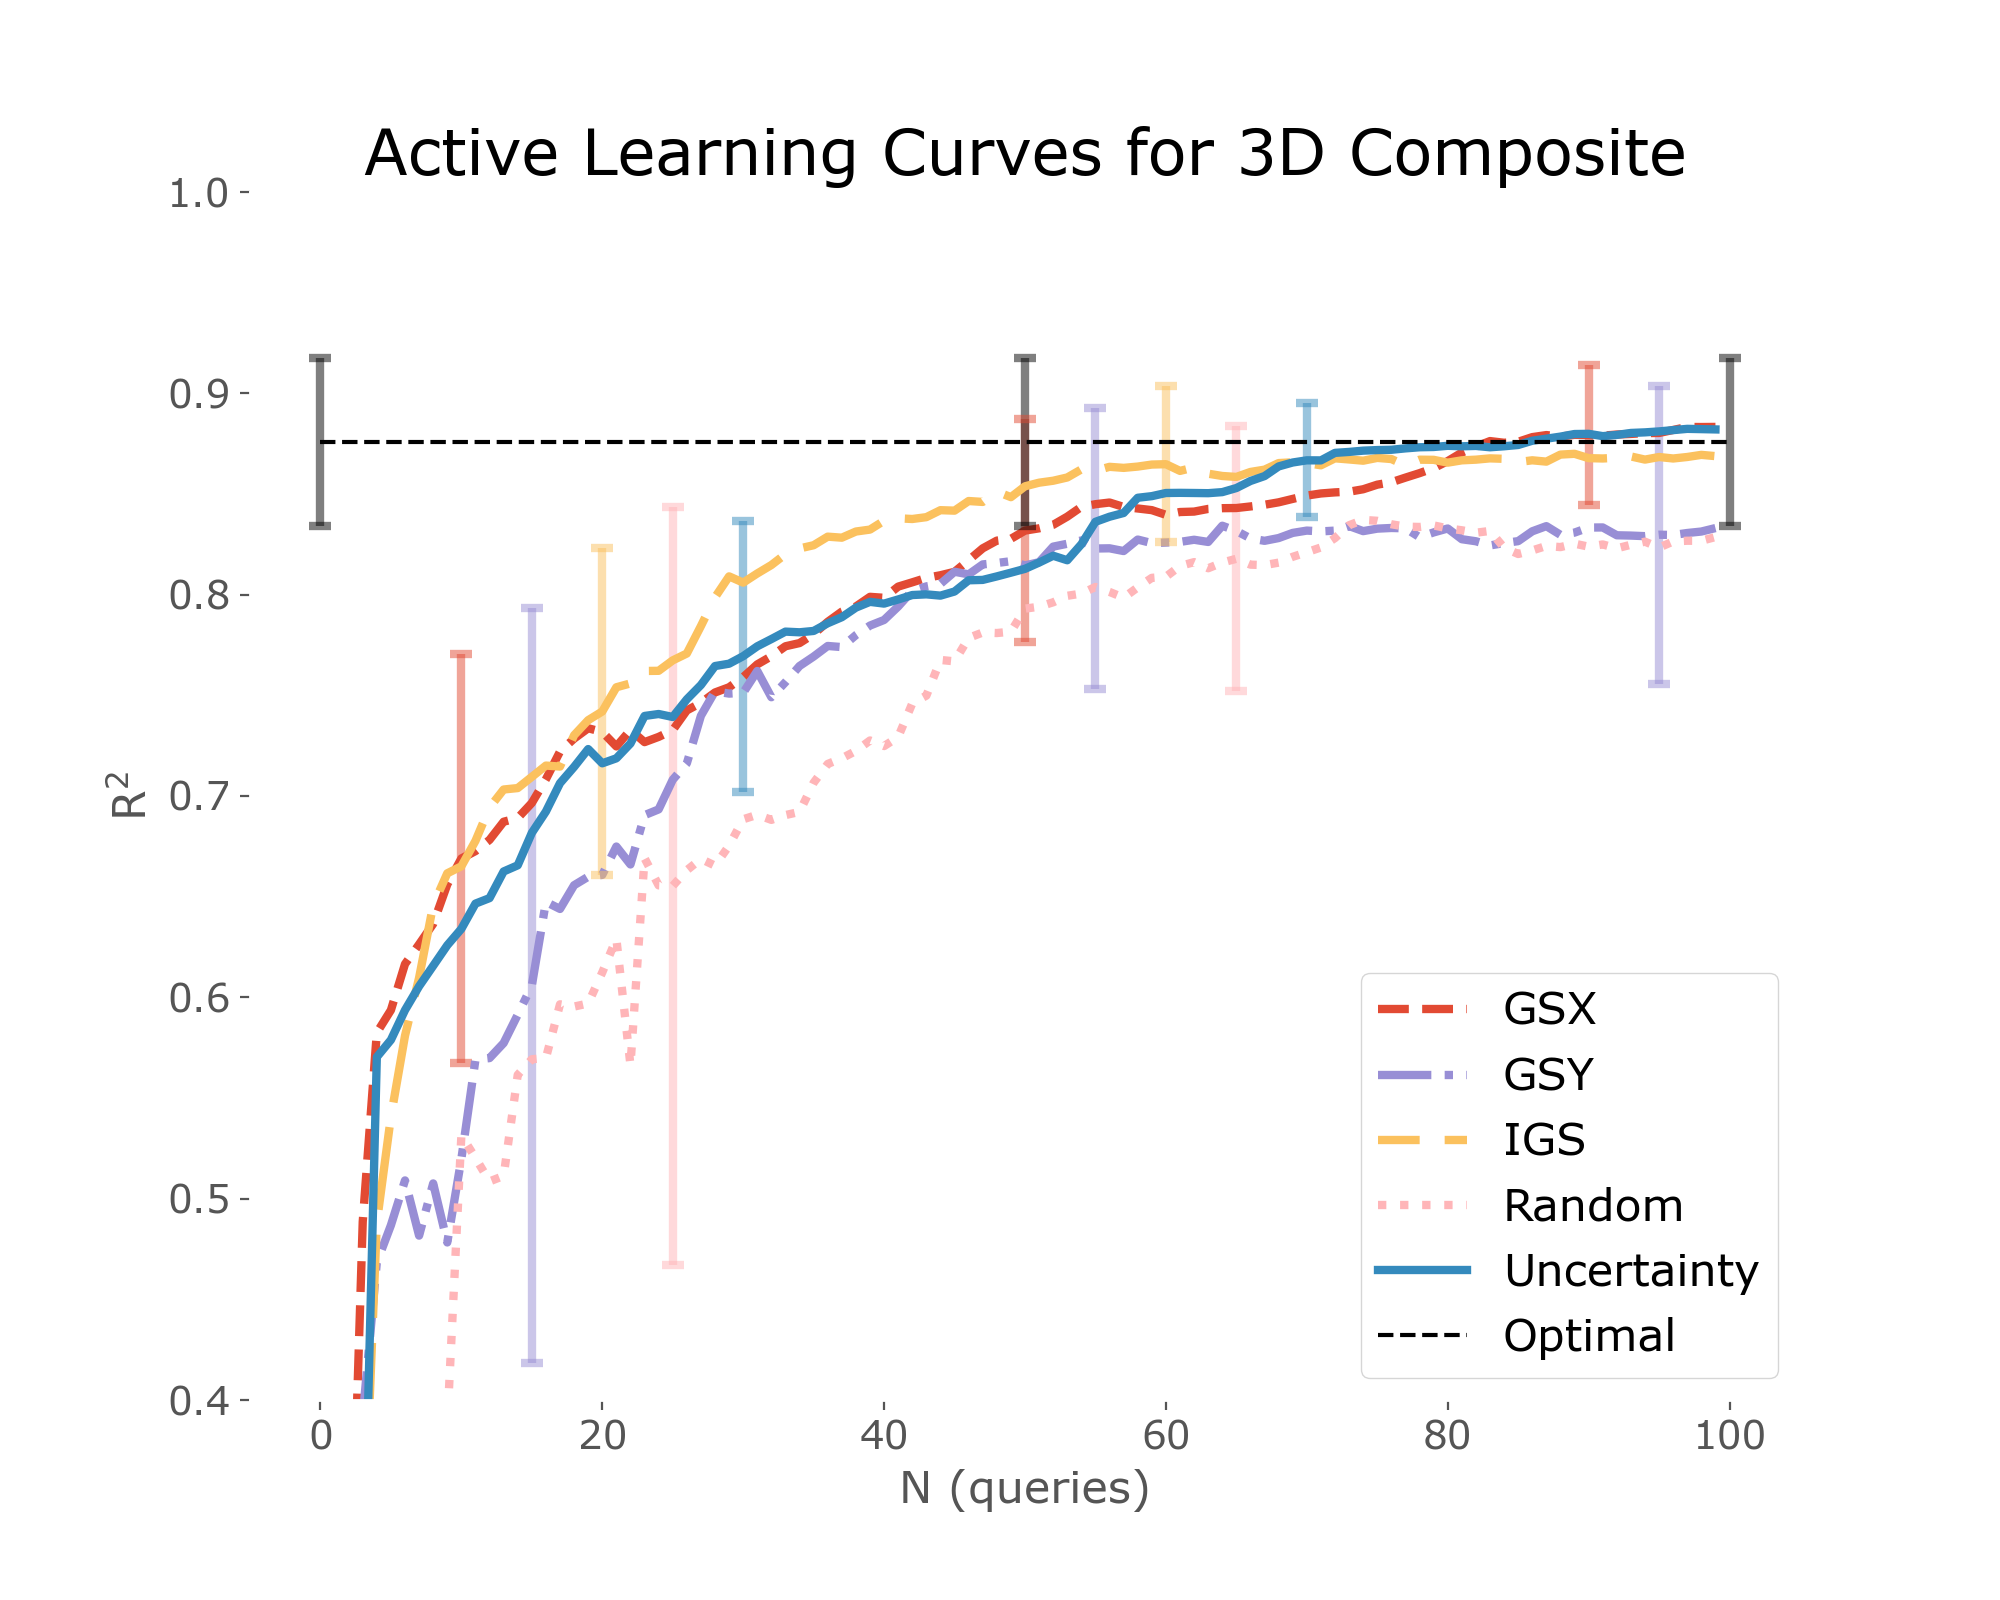 Active Learning Curves for 3D Composite
1.0
0.9
0.8
0.7
0.6
0.5
0.4
R²
0 20 40 60 80 100
N (queries)
GSX
GSY
IGS
Random
Uncertainty
Optimal